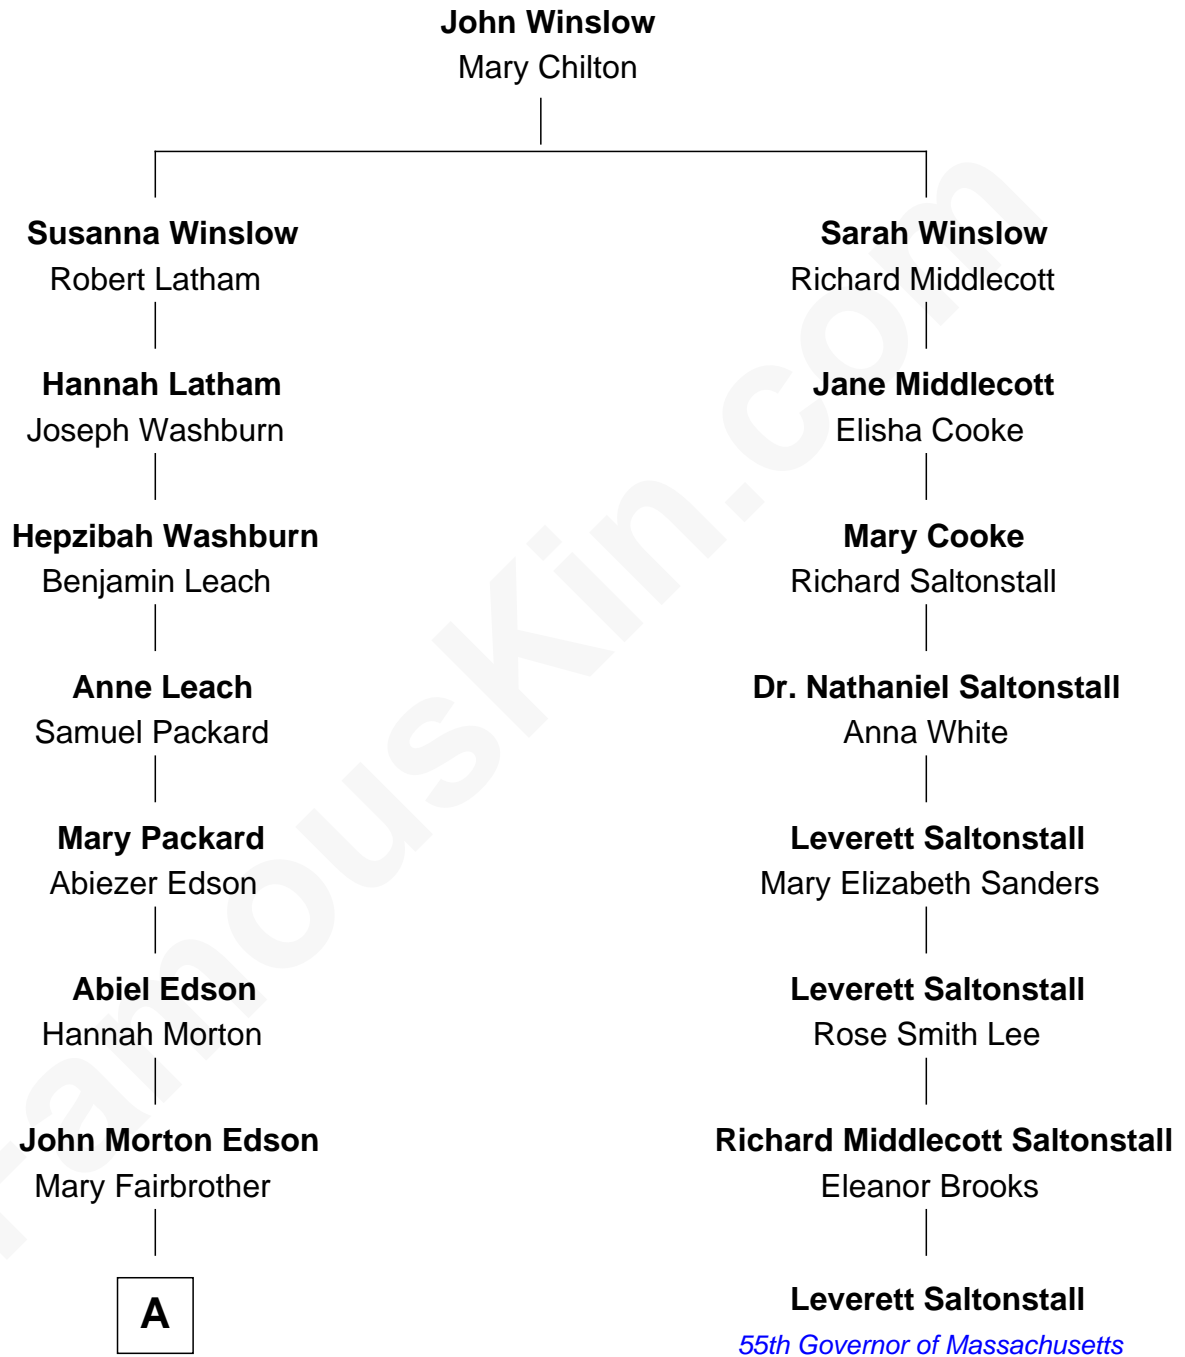 John Winslow
Mary Chilton
Susanna Winslow
Robert Latham
Hannah Latham
Joseph Washburn
Hepzibah Washburn
Benjamin Leach
Anne Leach
Samuel Packard
Mary Packard
Abiezer Edson
Abiel Edson
Hannah Morton
John Morton Edson
Mary Fairbrother
A
Sarah Winslow
Richard Middlecott
Jane Middlecott
Elisha Cooke
Mary Cooke
Richard Saltonstall
Dr. Nathaniel Saltonstall
Anna White
Leverett Saltonstall
Mary Elizabeth Sanders
Leverett Saltonstall
Rose Smith Lee
Richard Middlecott Saltonstall
Eleanor Brooks
Leverett Saltonstall
55th Governor of Massachusetts
FamousKin.com